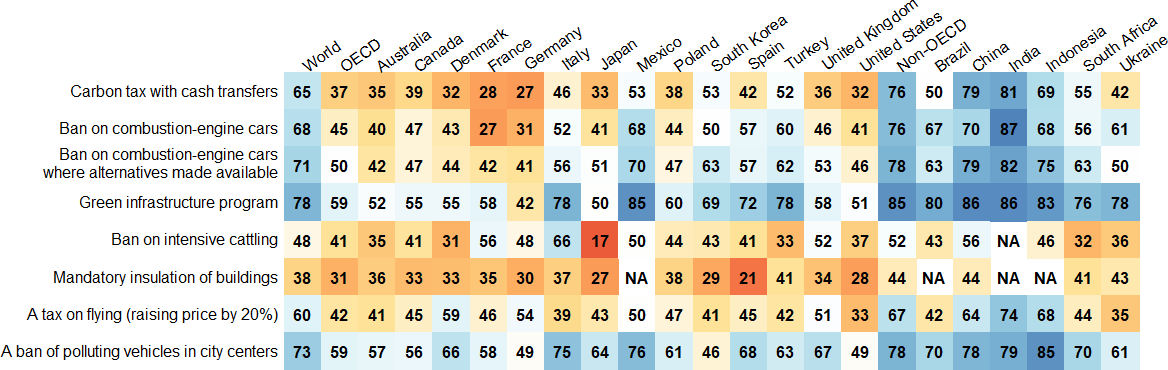 World OECD Australia Canada Denmark France Germany Italy Japan Mexico Poland South Korea Spain Turkey United Kingdom United States Non-OECD Brazil China India Indonesia South Africa Ukraine
Carbon tax with cash transfers 65 37 35 39 32 28 27 46 33 53 38 53 42 52 36 32 76 50 79 81 69 55 42
Ban on combustion-engine cars 68 45 40 47 43 27 31 52 41 68 44 50 57 60 46 41 76 67 70 87 68 56 61
Ban on combustion-engine cars
where alternatives made available 71 50 42 47 44 42 41 56 51 70 47 63 57 62 53 46 78 63 79 82 75 63 50
Green infrastructure program 78 59 52 55 55 58 42 78 50 85 60 69 72 78 58 51 85 80 86 86 83 76 78
Ban on intensive cattling 48 41 35 41 31 56 48 66 17 50 44 43 41 33 52 37 52 43 56 NA 46 32 36
Mandatory insulation of buildings 38 31 36 33 33 35 30 37 27 NA 38 29 21 41 34 28 44 NA 44 NA NA 41 43
A tax on flying (raising price by 20%) 60 42 41 45 59 46 54 39 43 50 47 41 45 42 51 33 67 42 64 74 68 44 35
A ban of polluting vehicles in city centers 73 59 57 56 66 58 49 75 64 76 61 46 68 63 67 49 78 70 78 79 85 70 61